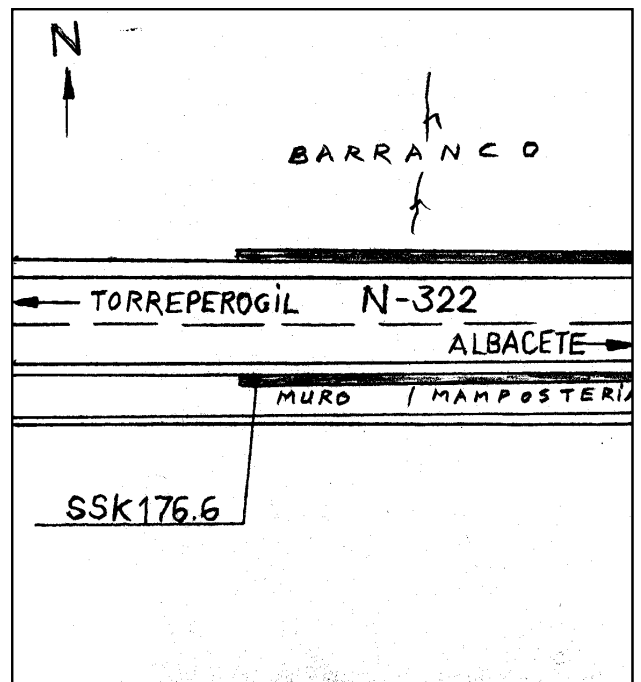 N
BARRANCO
TORREPEROGIL N-322
ALBACETE
MURO / MAMPOSTERIA
SSK176.6